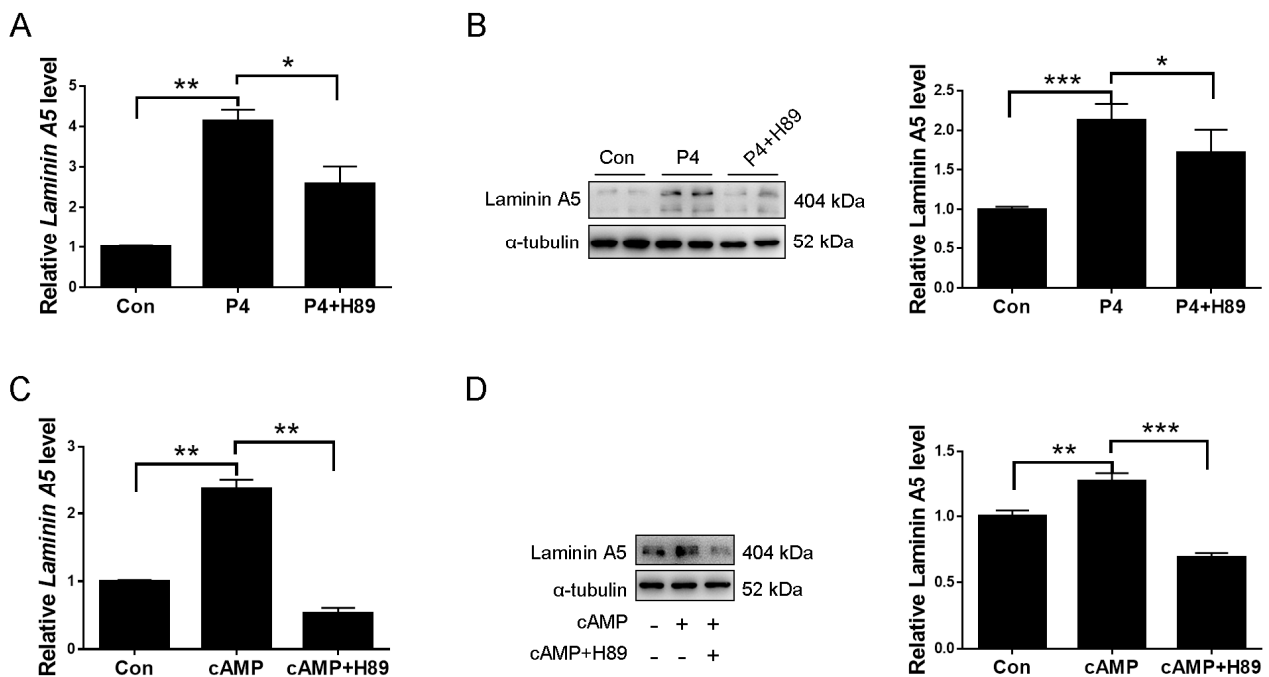 A
Relative Laminin A5 level
5
4
3
2
1
0
**
*
Con P4 P4+H89
B
Con P4 P4+H89
Laminin A5 404 kDa
α-tubulin 52 kDa
Relative Laminin A5 level
2.5
2.0
1.5
1.0
0.5
0.0
***
*
Con P4 P4+H89
C
Relative Laminin A5 level
3
2
1
0
**
**
Con cAMP cAMP+H89
D
Laminin A5 404 kDa
α-tubulin 52 kDa
cAMP - + +
cAMP+H89 - - +
Relative Laminin A5 level
1.5
1.0
0.5
0.0
**
***
Con cAMP cAMP+H89